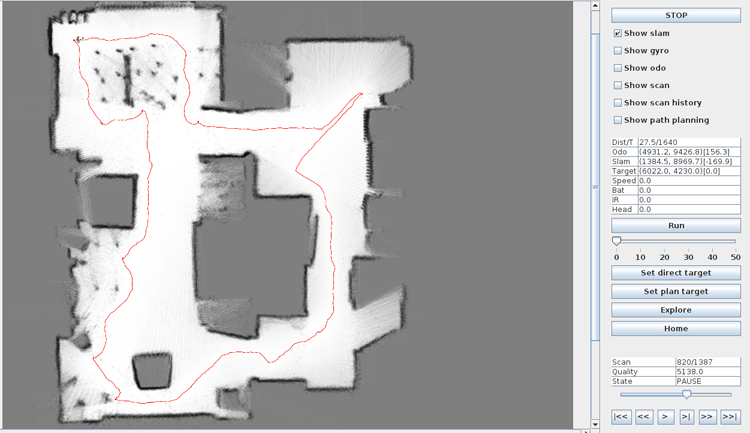 STOP
Show slam
Show gyro
Show odo
Show scan
Show scan history
Show path planning
Dist/T 27.5/1640
Odo (4931.2, 9426.8)[156.3]
Slam (1384.5, 8969.7)[-169.9]
Target (6022.0, 4230.0)[0.0]
Speed 0.0
Bat 0.0
IR 0.0
Head 0.0
Run
0 10 20 30 40 50
Set direct target
Set plan target
Explore
Home
Scan 820/1387
Quality 5138.0
State PAUSE
|<< << > >| >> >>|